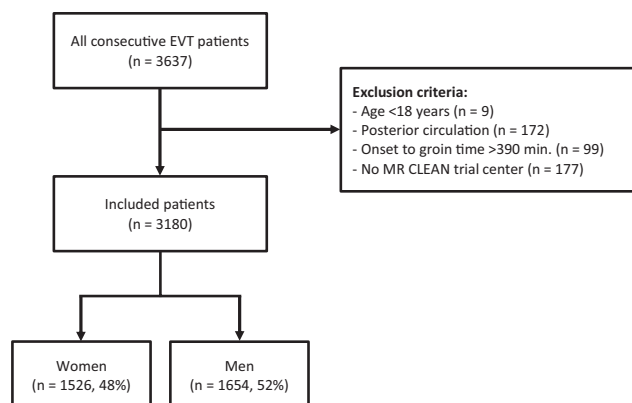 All consecutive EVT patients
(n = 3637)
Exclusion criteria:
- Age <18 years (n = 9)
- Posterior circulation (n = 172)
- Onset to groin time >390 min. (n = 99)
- No MR CLEAN trial center (n = 177)
Included patients
(n = 3180)
Women
(n = 1526, 48%)
Men
(n = 1654, 52%)